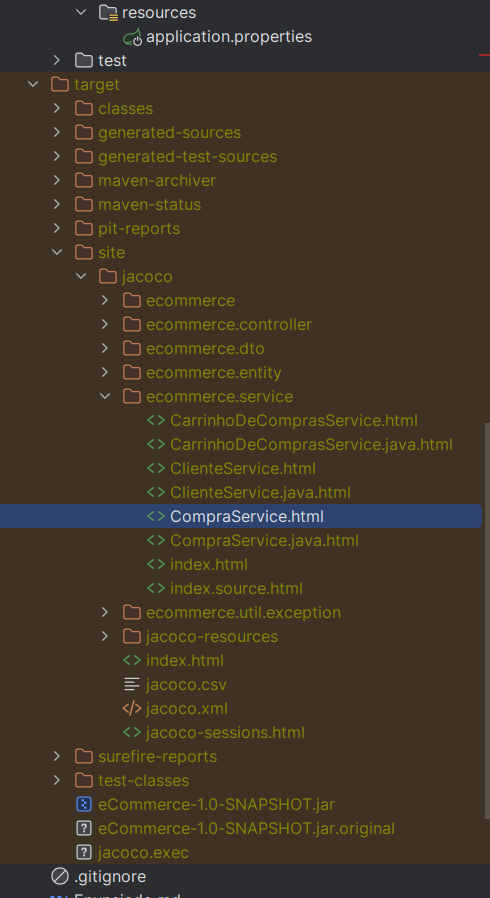 resources
application.properties
test
target
classes
generated-sources
generated-test-sources
maven-archiver
maven-status
pit-reports
site
jacoco
ecommerce
ecommerce.controller
ecommerce.dto
ecommerce.entity
ecommerce.service
CarrinhoDeComprasService.html
CarrinhoDeComprasService.java.html
ClienteService.html
ClienteService.java.html
CompraService.html
CompraService.java.html
index.html
index.source.html
ecommerce.util.exception
jacoco-resources
index.html
jacoco.csv
jacoco.xml
jacoco-sessions.html
surefire-reports
test-classes
eCommerce-1.0-SNAPSHOT.jar
eCommerce-1.0-SNAPSHOT.jar.original
jacoco.exec
.gitignore